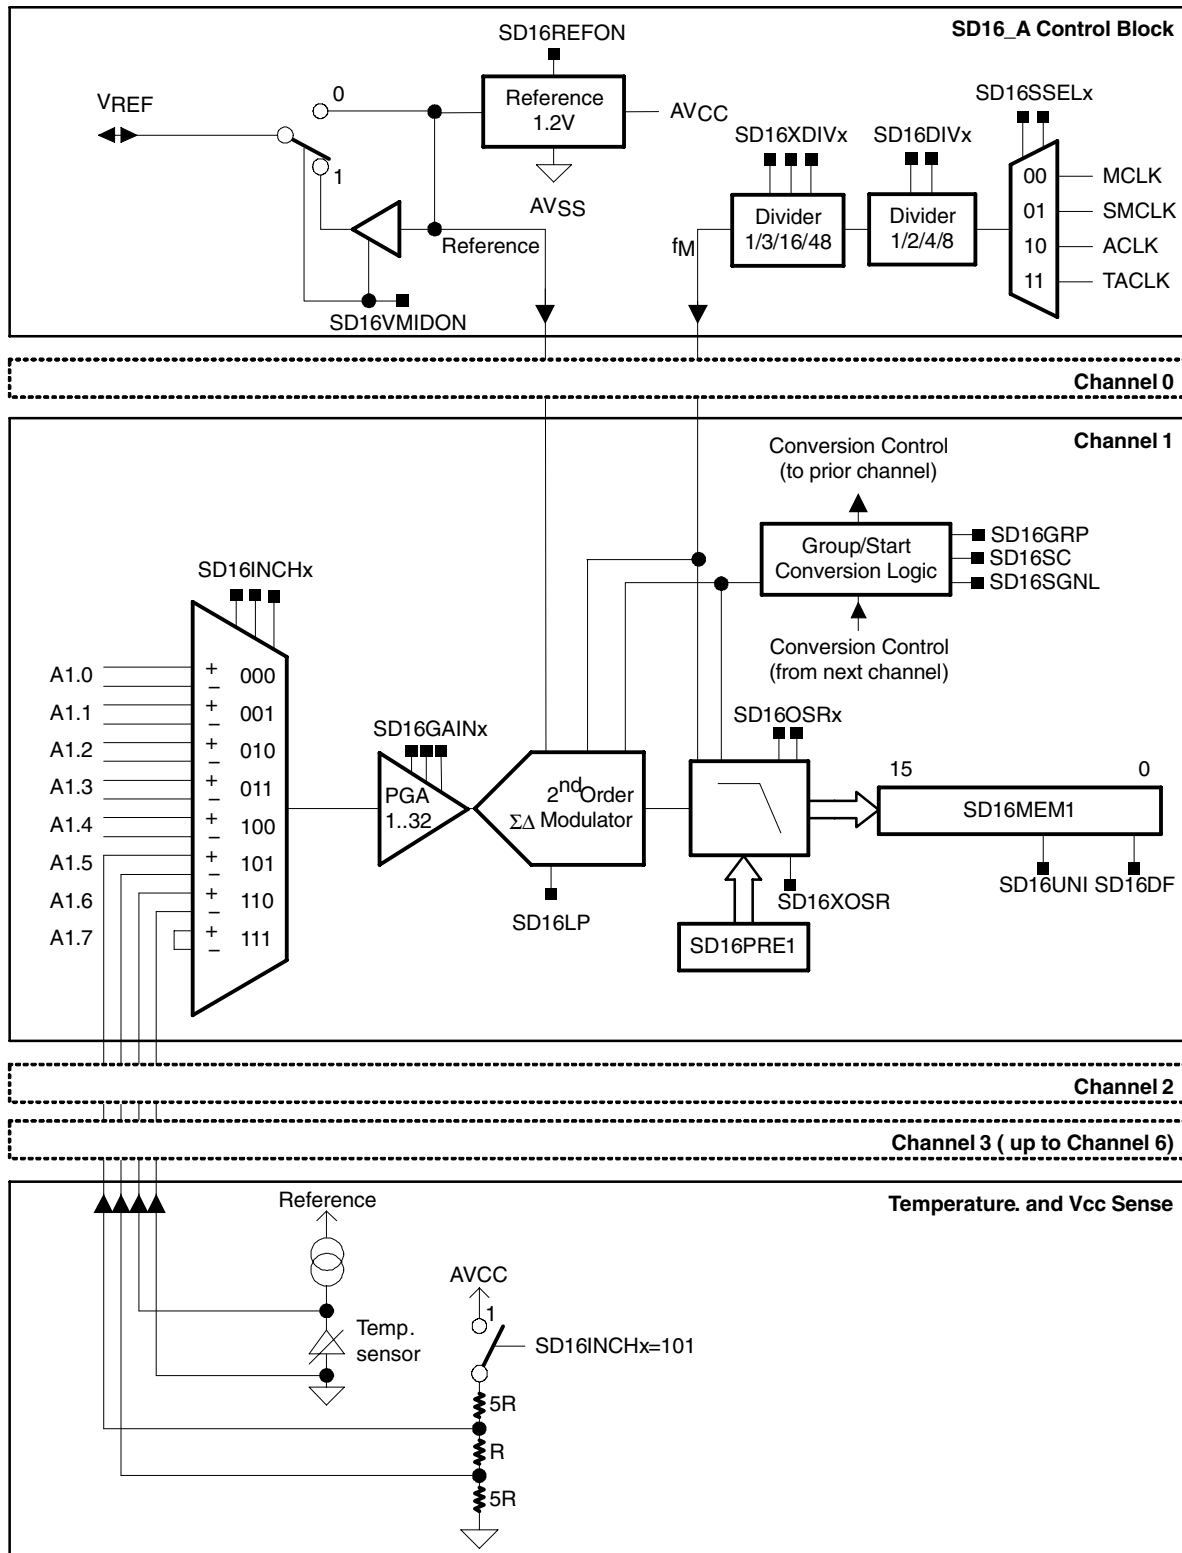 SD16_A Control Block
SD16REFON
VREF
0
1
Reference
1.2V
AVCC
AVSS
Reference
SD16VMIDON
SD16XDIVx
SD16DIVx
SD16SSELx
Divider
1/3/16/48
Divider
1/2/4/8
fM
00
01
10
11
MCLK
SMCLK
ACLK
TACLK
Channel 0
Channel 1
Conversion Control
(to prior channel)
Group/Start
Conversion Logic
SD16GRP
SD16SC
SD16SGNL
Conversion Control
(from next channel)
SD16INCHx
A1.0
+
−
000
A1.1
+
−
001
A1.2
+
−
010
A1.3
+
−
011
A1.4
+
−
100
A1.5
+
−
101
A1.6
+
−
110
A1.7
+
−
111
SD16GAINx
PGA
1..32
2nd Order
ΣΔ Modulator
SD16LP
SD16OSRx
SD16XOSR
SD16PRE1
15
0
SD16MEM1
SD16UNI
SD16DF
Channel 2
Channel 3 ( up to Channel 6)
Temperature. and Vcc Sense
Reference
Temp.
sensor
AVCC
1
SD16INCHx=101
5R
R
5R